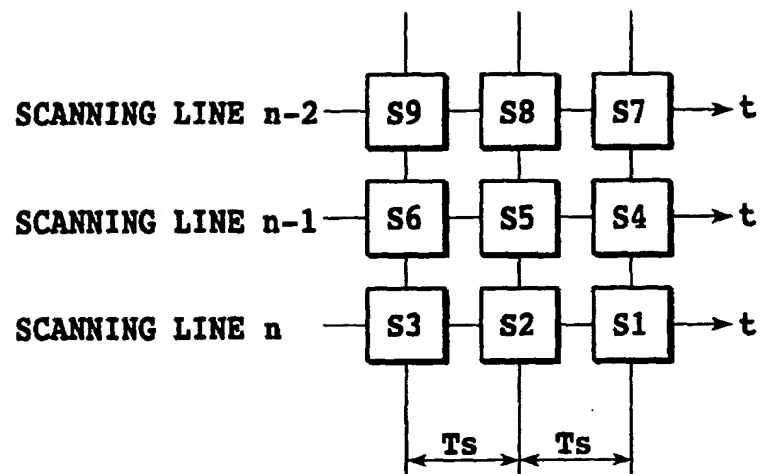 SCANNING LINE n-2 S9 S8 S7 t
SCANNING LINE n-1 S6 S5 S4 t
SCANNING LINE n S3 S2 S1 t
Ts Ts